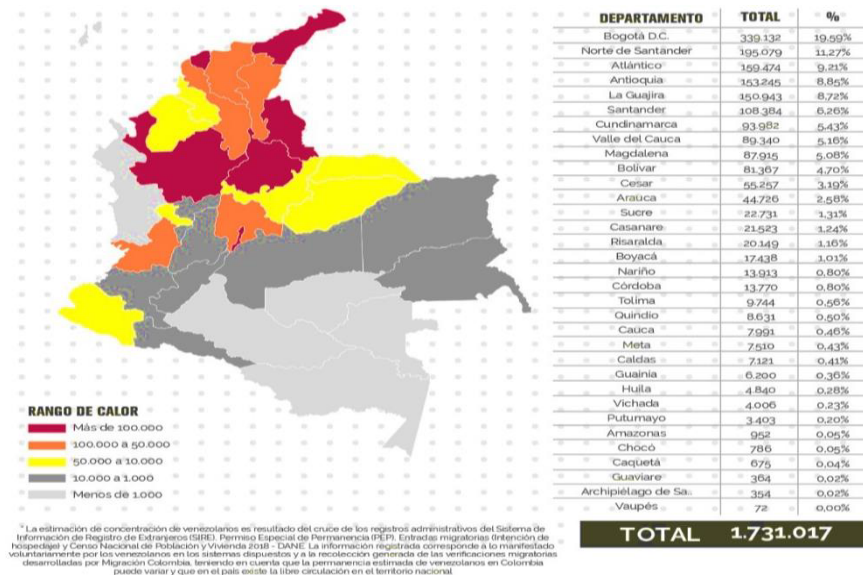 DEPARTAMENTO TOTAL %
Bogotá D.C. 339.132 19,59%
Norte de Santander 195.079 11,27%
Atlántico 159.474 9,21%
Antioquia 153.245 8,85%
La Guajira 150.943 8,72%
Santander 108.384 6,26%
Cundinamarca 93.982 5,43%
Valle del Cauca 89.340 5,16%
Magdalena 87.915 5,08%
Bolívar 81.367 4,70%
Cesar 55.257 3,19%
Arauca 44.726 2,58%
Sucre 22.731 1,31%
Casanare 21.523 1,24%
Risaralda 20.149 1,16%
Boyacá 17.438 1,01%
Nariño 13.913 0,80%
Córdoba 13.770 0,80%
Tolima 9.744 0,56%
Quindio 8.631 0,50%
Cauca 7.991 0,46%
Meta 7.510 0,43%
Caldas 7.121 0,41%
Guainía 6.200 0,36%
Huila 4.840 0,28%
Vichada 4.006 0,23%
Putumayo 3.403 0,20%
Amazonas 952 0,05%
Chocó 786 0,05%
Caquetá 675 0,04%
Guaviare 364 0,02%
Archipiélago de Sa.. 354 0,02%
Vaupés 72 0,00%
TOTAL 1.731.017
RANGO DE CALOR
Más de 100.000
100.000 a 50.000
50.000 a 10.000
10.000 a 1.000
Menos de 1.000
* La estimación de concentración de venezolanos es resultado del cruce de los registros administrativos del Sistema de
Información de Registro de Extranjeros (SIRE), Permiso Especial de Permanencia (PEP), Entradas migratorias (Intención de
hospedaje) y Censo Nacional de Población y Vivienda 2018 - DANE. La información registrada corresponde a lo manifestado
voluntariamente por los venezolanos en los sistemas dispuestos y a la recolección generada de las verificaciones migratorias
desarrolladas por Migración Colombia, teniendo en cuenta que la permanencia estimada de venezolanos en Colombia
puede variar y que en el país existe la libre circulación en el territorio nacional